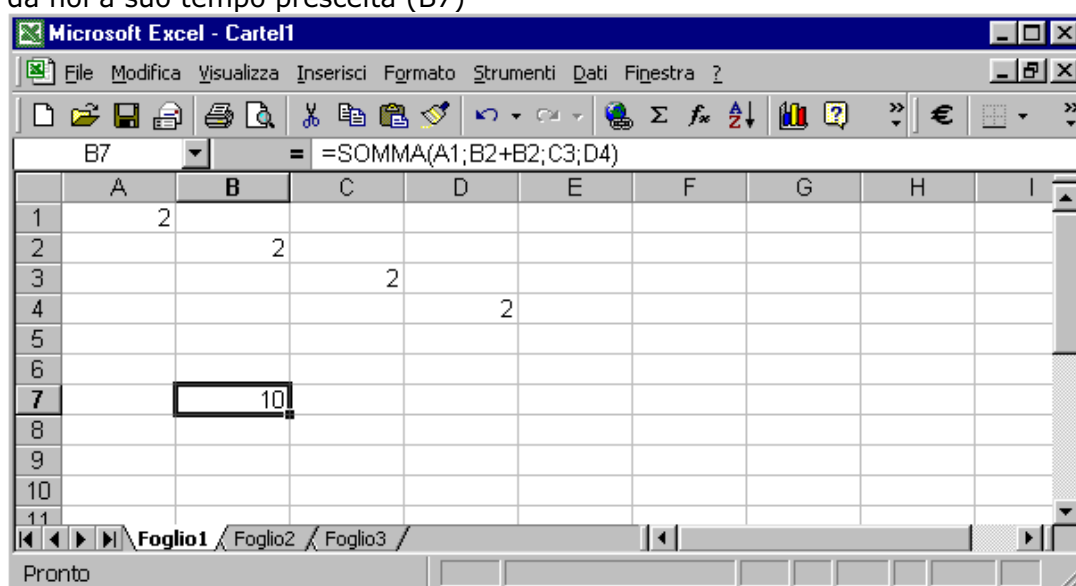 da noi a suo tempo prescelta (B7)
Microsoft Excel - Cartel1
File Modifica Visualizza Inserisci Formato Strumenti Dati Finestra ?
B7 = =SOMMA(A1;B2+B2;C3;D4)
A B C D E F G H I
1 2
2 2
3 2
4 2
5
6
7 10
8
9
10
11
Foglio1 Foglio2 Foglio3
Pronto